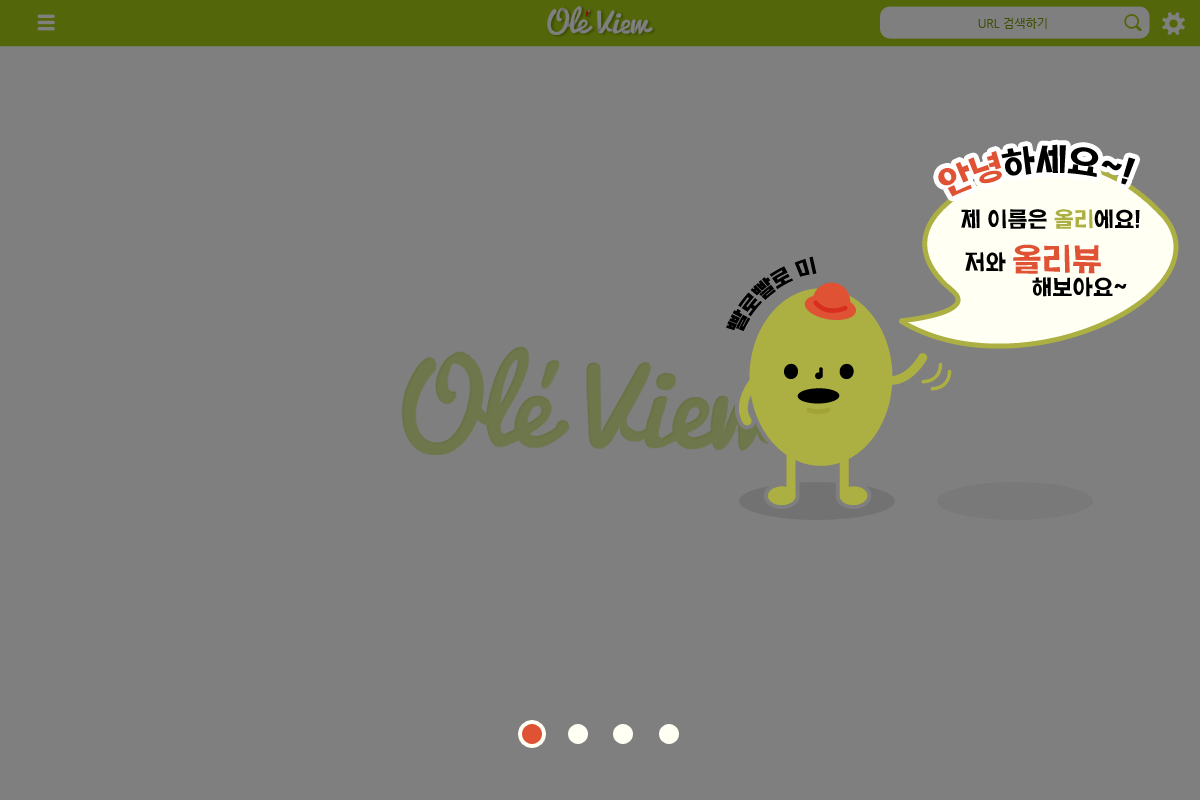 Olé View
URL 검색하기
안녕하세요~!
제 이름은 올리에요!
저와 올리뷰
해보아요~
빨로빨로 미
Olé View